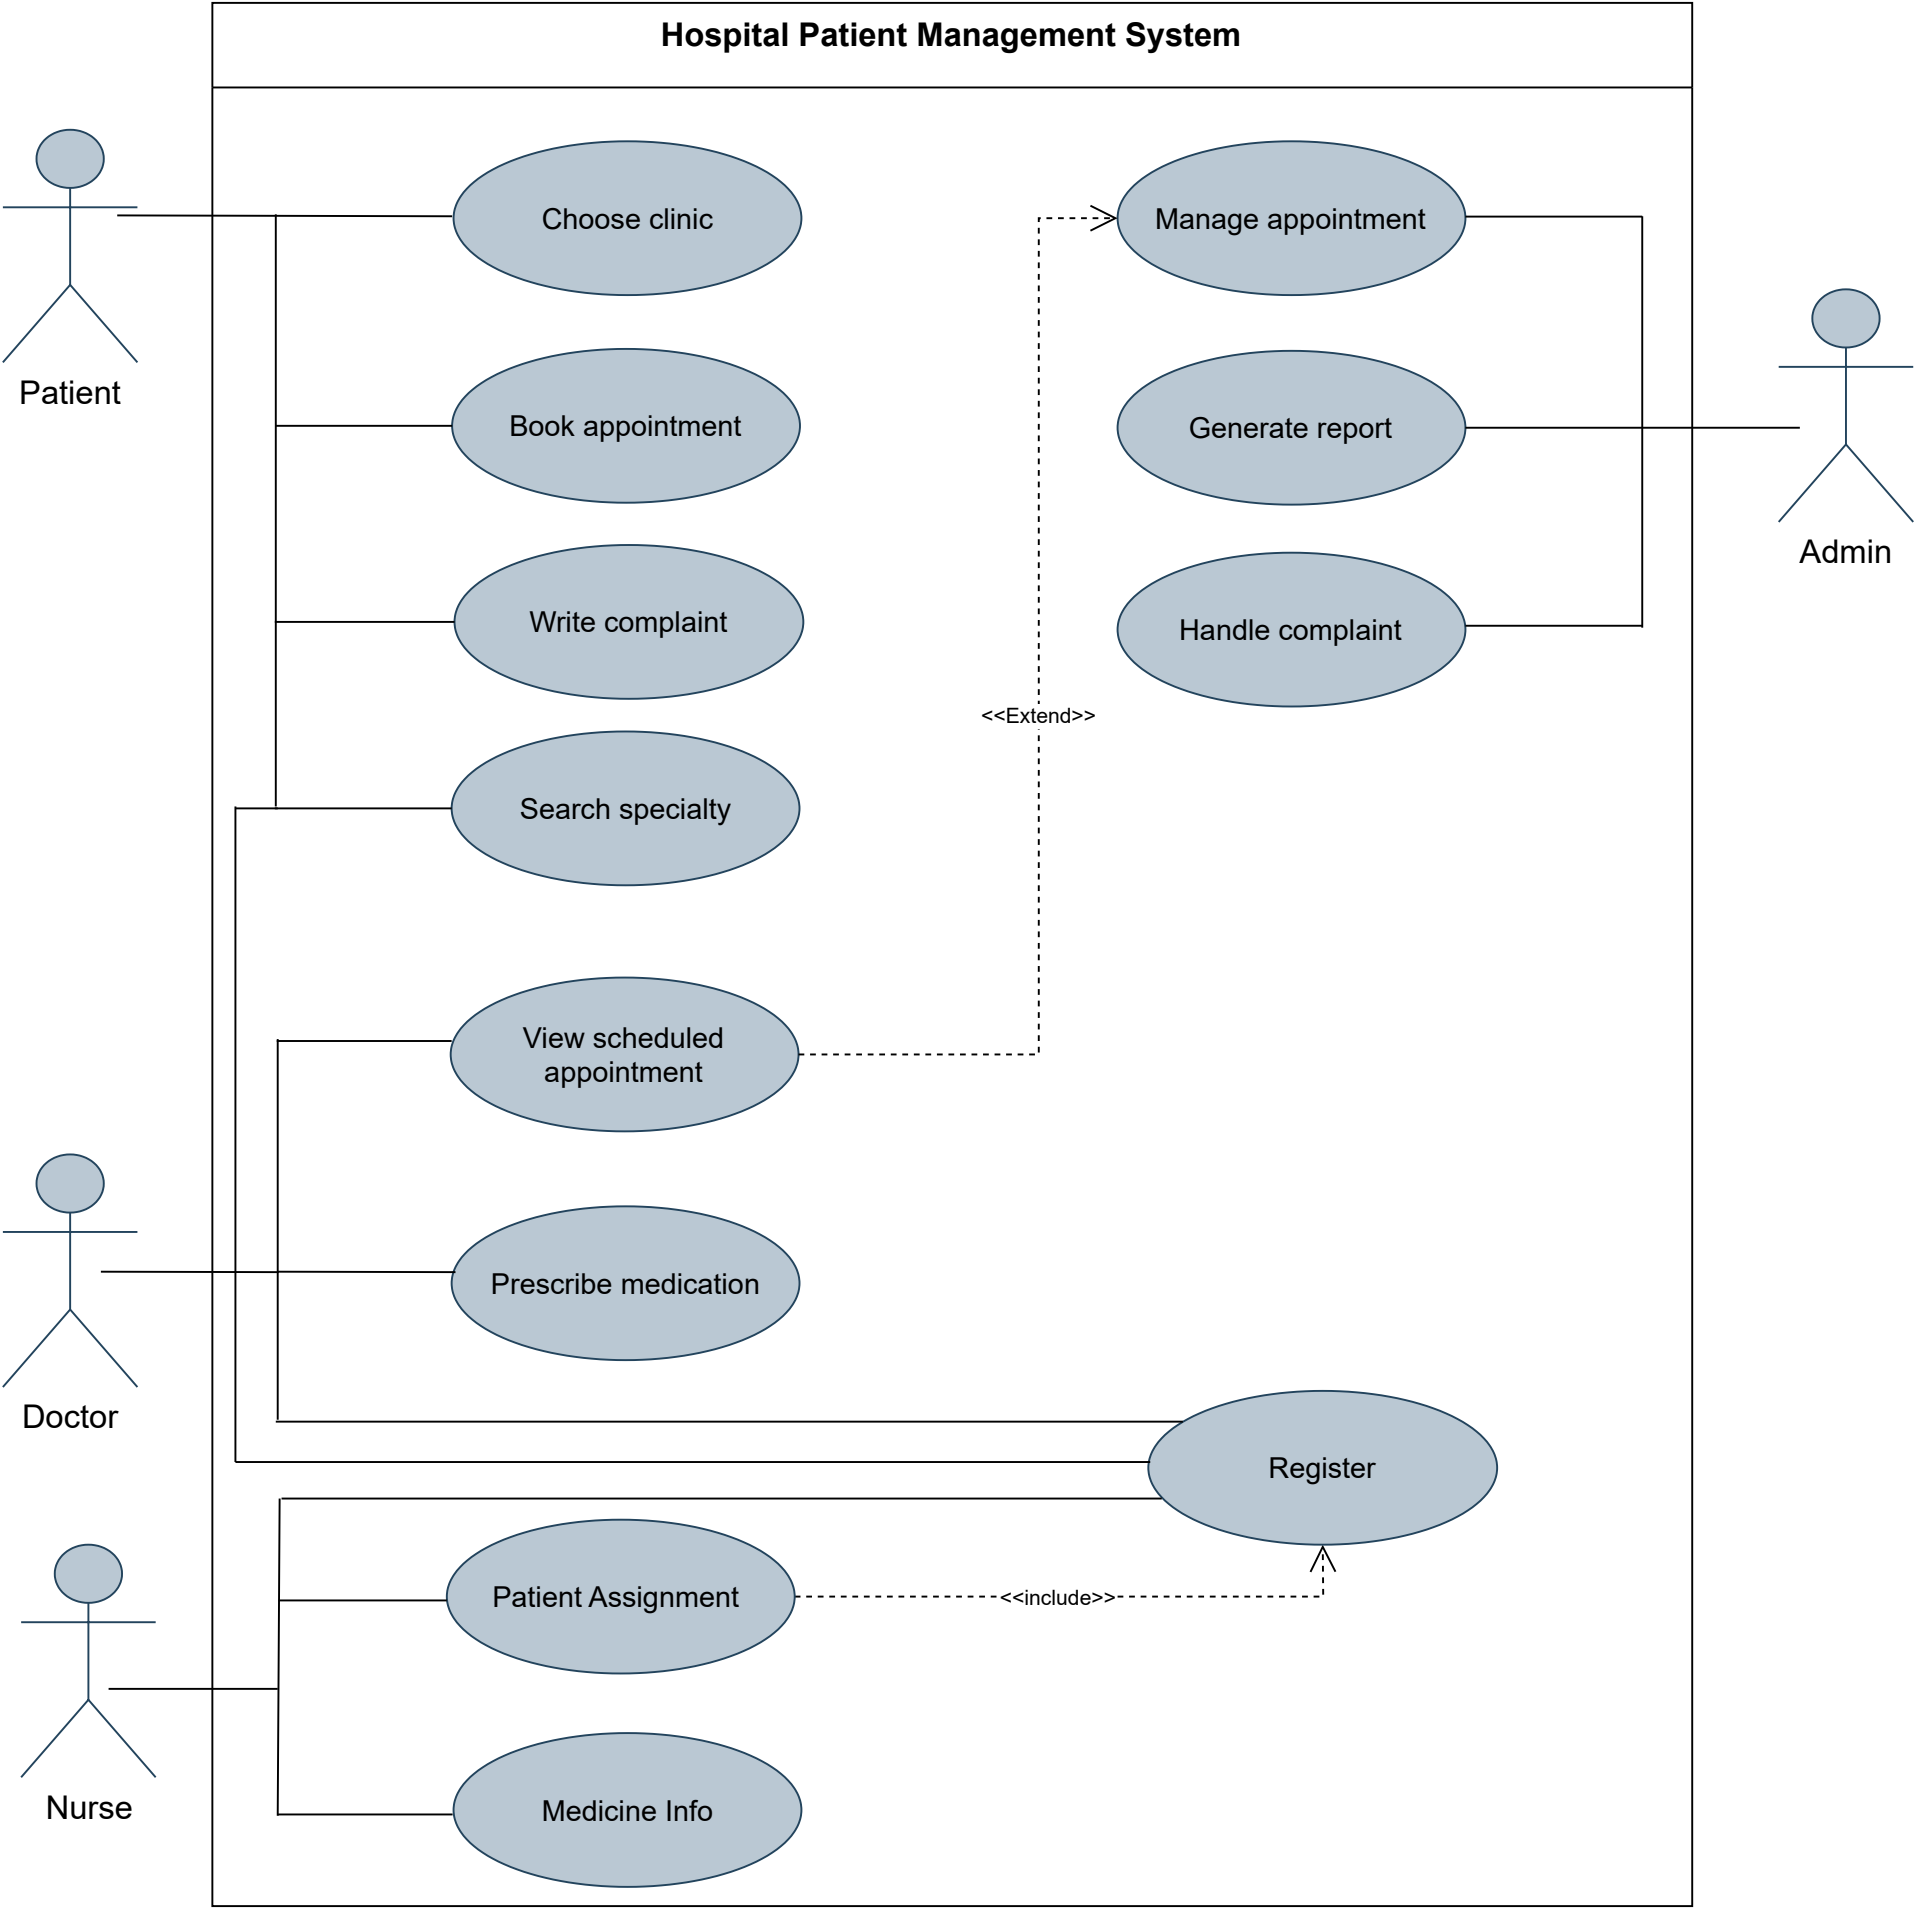 Hospital Patient Management System
Choose clinic
Manage appointment
Patient
Book appointment
Generate report
Admin
Write complaint
Handle complaint
<<Extend>>
Search specialty
View scheduled
appointment
Prescribe medication
Doctor
Register
Patient Assignment
<<include>>
Nurse
Medicine Info